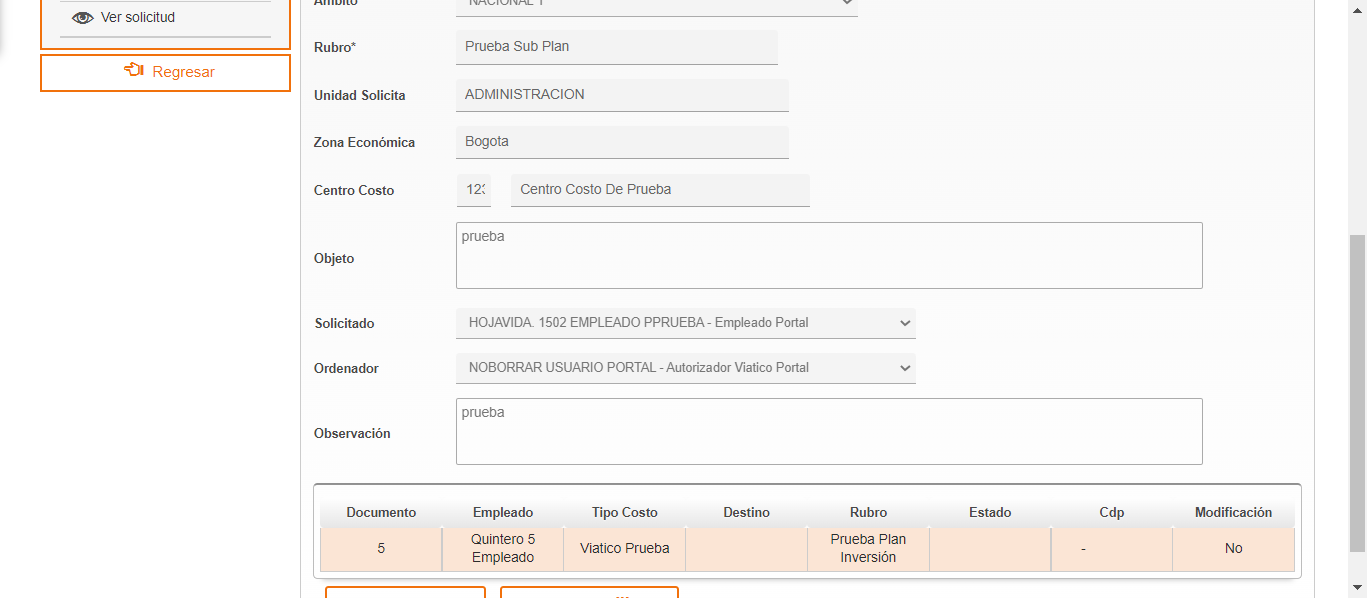 Ver solicitud
Regresar
Ámbito NACIONAL 1
Rubro* Prueba Sub Plan
Unidad Solicita ADMINISTRACION
Zona Económica Bogota
Centro Costo 123 Centro Costo De Prueba
Objeto prueba
Solicitado HOJAVIDA. 1502 EMPLEADO PPRUEBA - Empleado Portal
Ordenador NOBORRAR USUARIO PORTAL - Autorizador Viatico Portal
Observación prueba
Documento Empleado Tipo Costo Destino Rubro Estado Cdp Modificación
5 Quintero 5 Empleado Viatico Prueba Prueba Plan Inversión - No